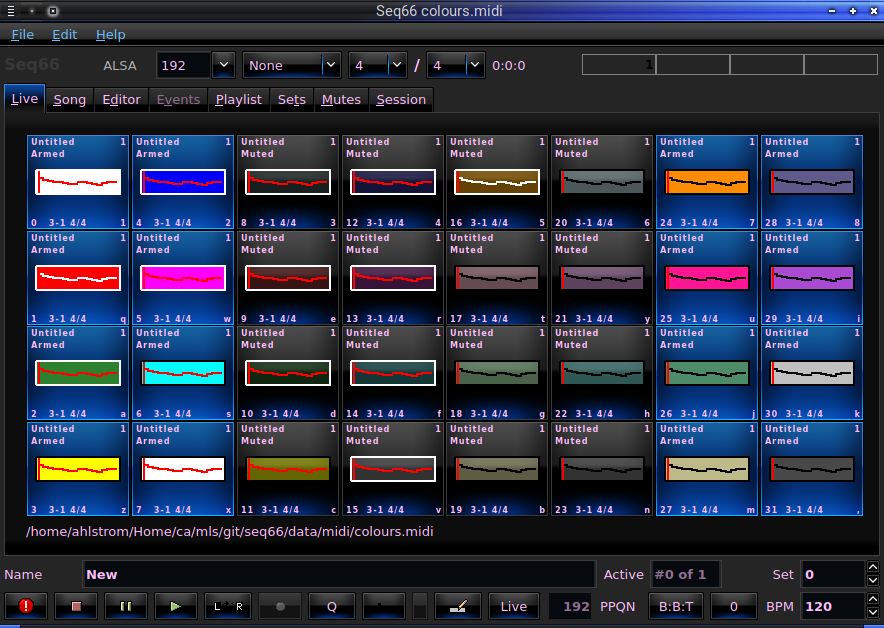 Seq66 colours.midi
File Edit Help
Seq66 ALSA 192 None 4 / 4 0:0:0 1
Live Song Editor Events Playlist Sets Mutes Session
Untitled 1 Untitled 1 Untitled 1 Untitled 1 Untitled 1 Untitled 1 Untitled 1 Untitled 1
Armed Armed Muted Muted Muted Muted Armed Armed
0 3-1 4/4 1 4 3-1 4/4 2 8 3-1 4/4 3 12 3-1 4/4 4 16 3-1 4/4 5 20 3-1 4/4 6 24 3-1 4/4 7 28 3-1 4/4 8
Untitled 1 Untitled 1 Untitled 1 Untitled 1 Untitled 1 Untitled 1 Untitled 1 Untitled 1
Armed Armed Muted Muted Muted Muted Armed Armed
1 3-1 4/4 q 5 3-1 4/4 w 9 3-1 4/4 e 13 3-1 4/4 r 17 3-1 4/4 t 21 3-1 4/4 y 25 3-1 4/4 u 29 3-1 4/4 i
Untitled 1 Untitled 1 Untitled 1 Untitled 1 Untitled 1 Untitled 1 Untitled 1 Untitled 1
Armed Armed Muted Muted Muted Muted Armed Armed
2 3-1 4/4 a 6 3-1 4/4 s 10 3-1 4/4 d 14 3-1 4/4 f 18 3-1 4/4 g 22 3-1 4/4 h 26 3-1 4/4 j 30 3-1 4/4 k
Untitled 1 Untitled 1 Untitled 1 Untitled 1 Untitled 1 Untitled 1 Untitled 1 Untitled 1
Armed Armed Muted Muted Muted Muted Armed Armed
3 3-1 4/4 z 7 3-1 4/4 x 11 3-1 4/4 c 15 3-1 4/4 v 19 3-1 4/4 b 23 3-1 4/4 n 27 3-1 4/4 m 31 3-1 4/4 ,
/home/ahlstrom/Home/ca/mls/git/seq66/data/midi/colours.midi
Name New Active #0 of 1 Set 0
L R Q Live 192 PPQN B:B:T 0 BPM 120